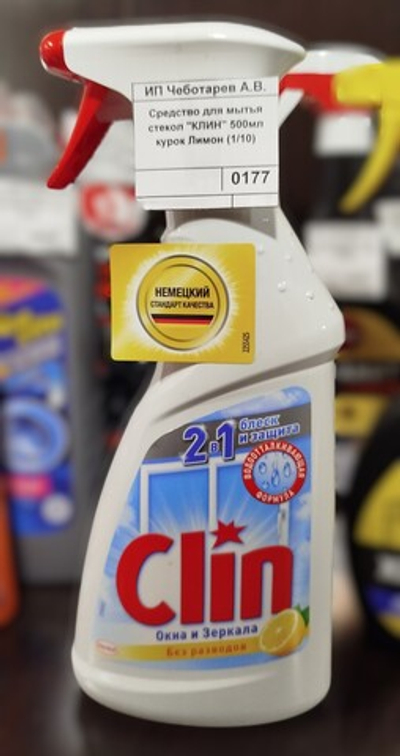 ИП Чеботарев А.В.
Средство для мытья
стекол "КЛИН" 500мл
курок Лимон (1/10)
0177
НЕМЕЦКИЙ
СТАНДАРТ КАЧЕСТВА
2251425
2в1 блеск
и защита
ВОДООТТАЛКИВАЮЩАЯ
ФОРМУЛА
Clin
Окна и Зеркала
Без разводов